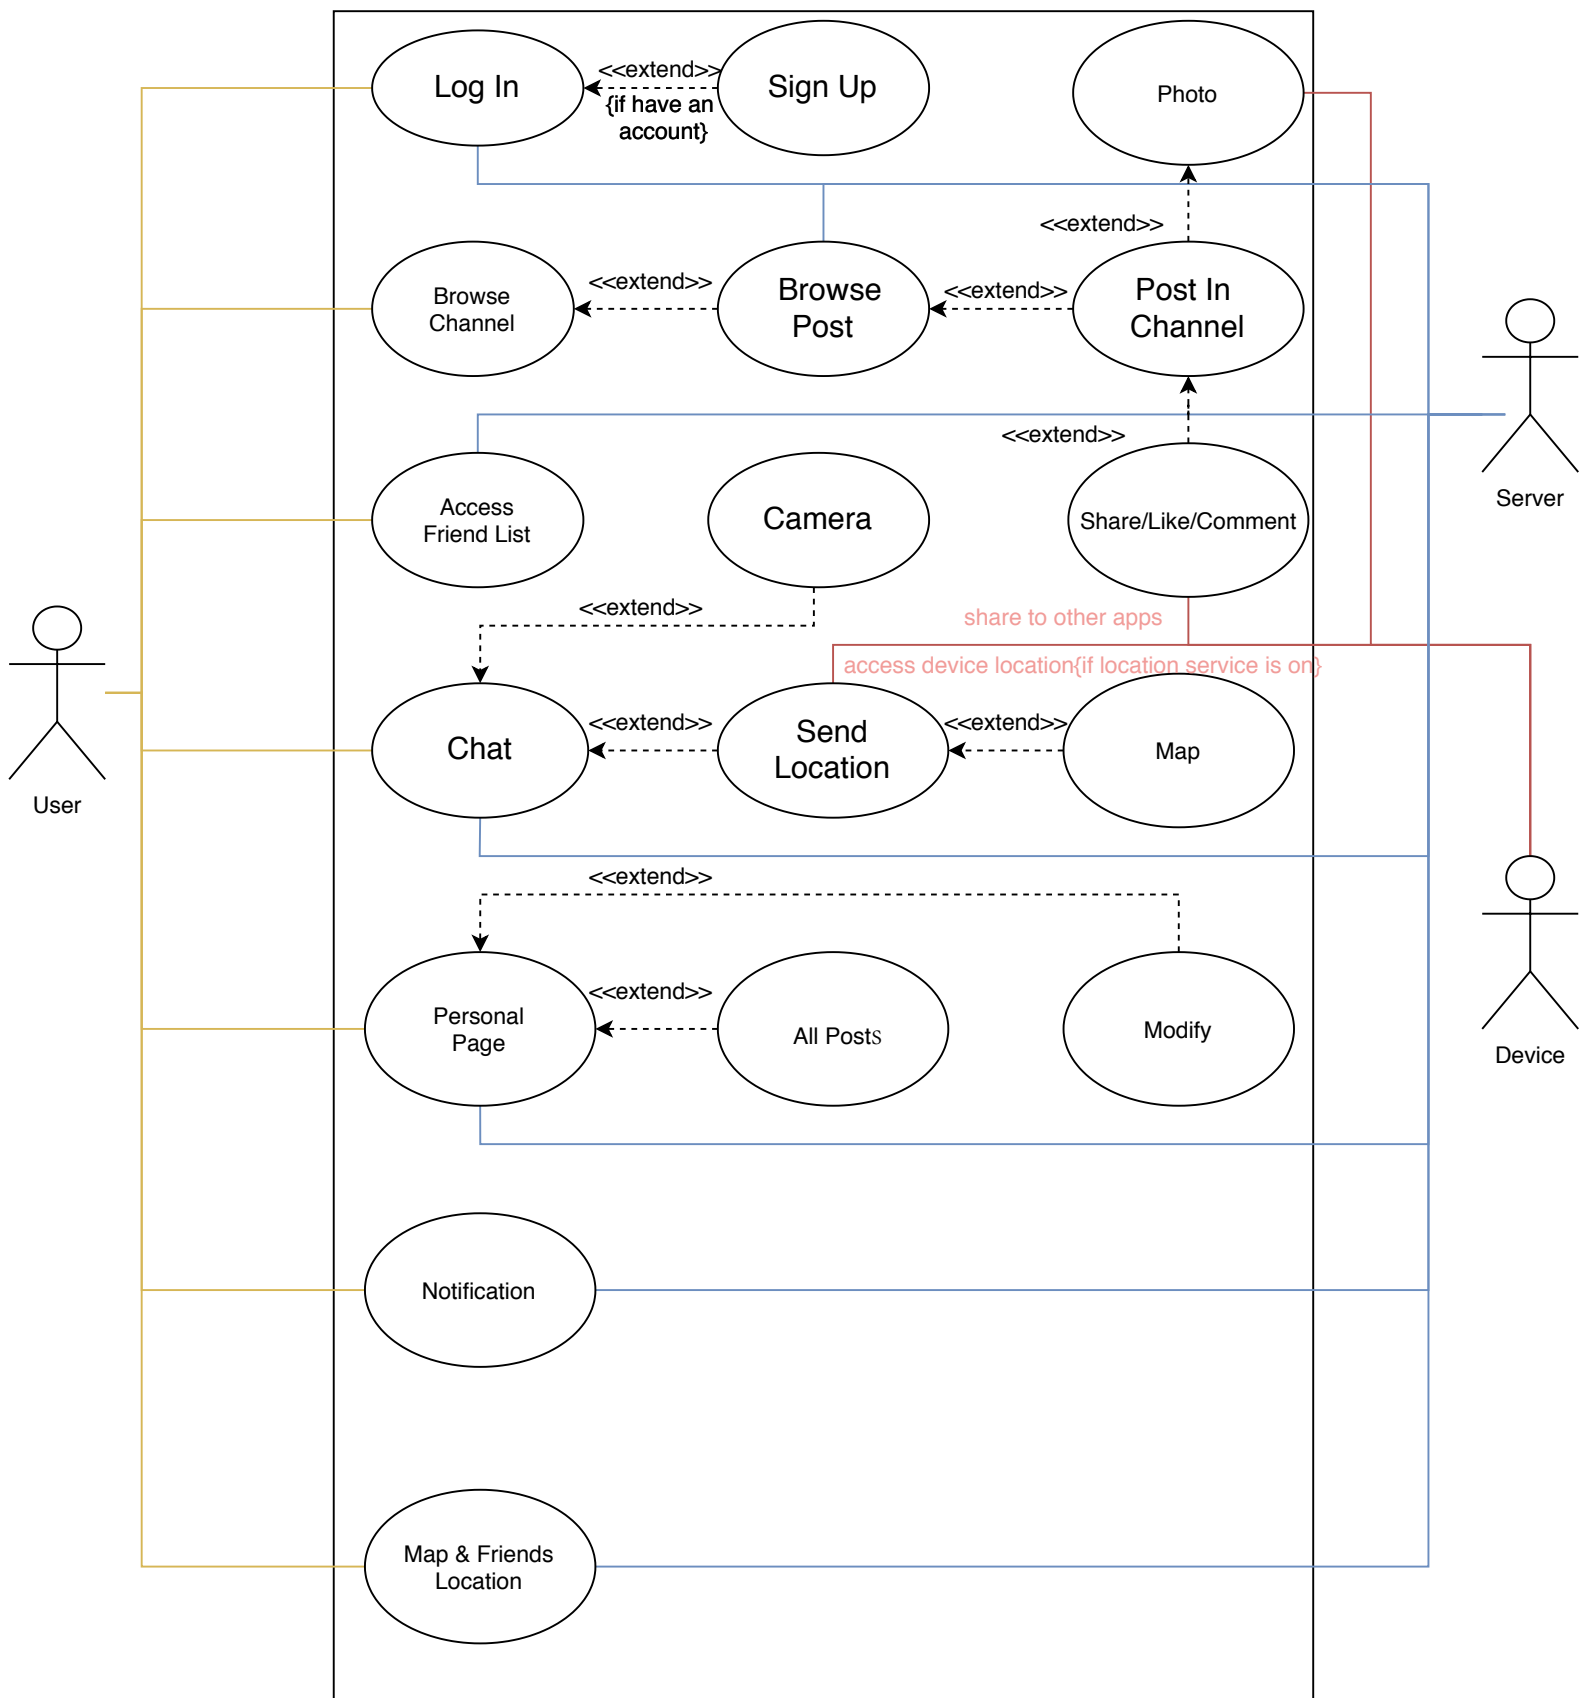 Log In
<<extend>>
{if have an
account}
Sign Up
Photo
<<extend>>
Browse
Channel
<<extend>>
Browse
Post
<<extend>>
Post In
Channel
<<extend>>
Access
Friend List
Camera
Share/Like/Comment
Server
<<extend>>
share to other apps
access device location{if location service is on}
User
Chat
<<extend>>
Send
Location
<<extend>>
Map
<<extend>>
Personal
Page
<<extend>>
All Posts
Modify
Device
Notification
Map & Friends
Location